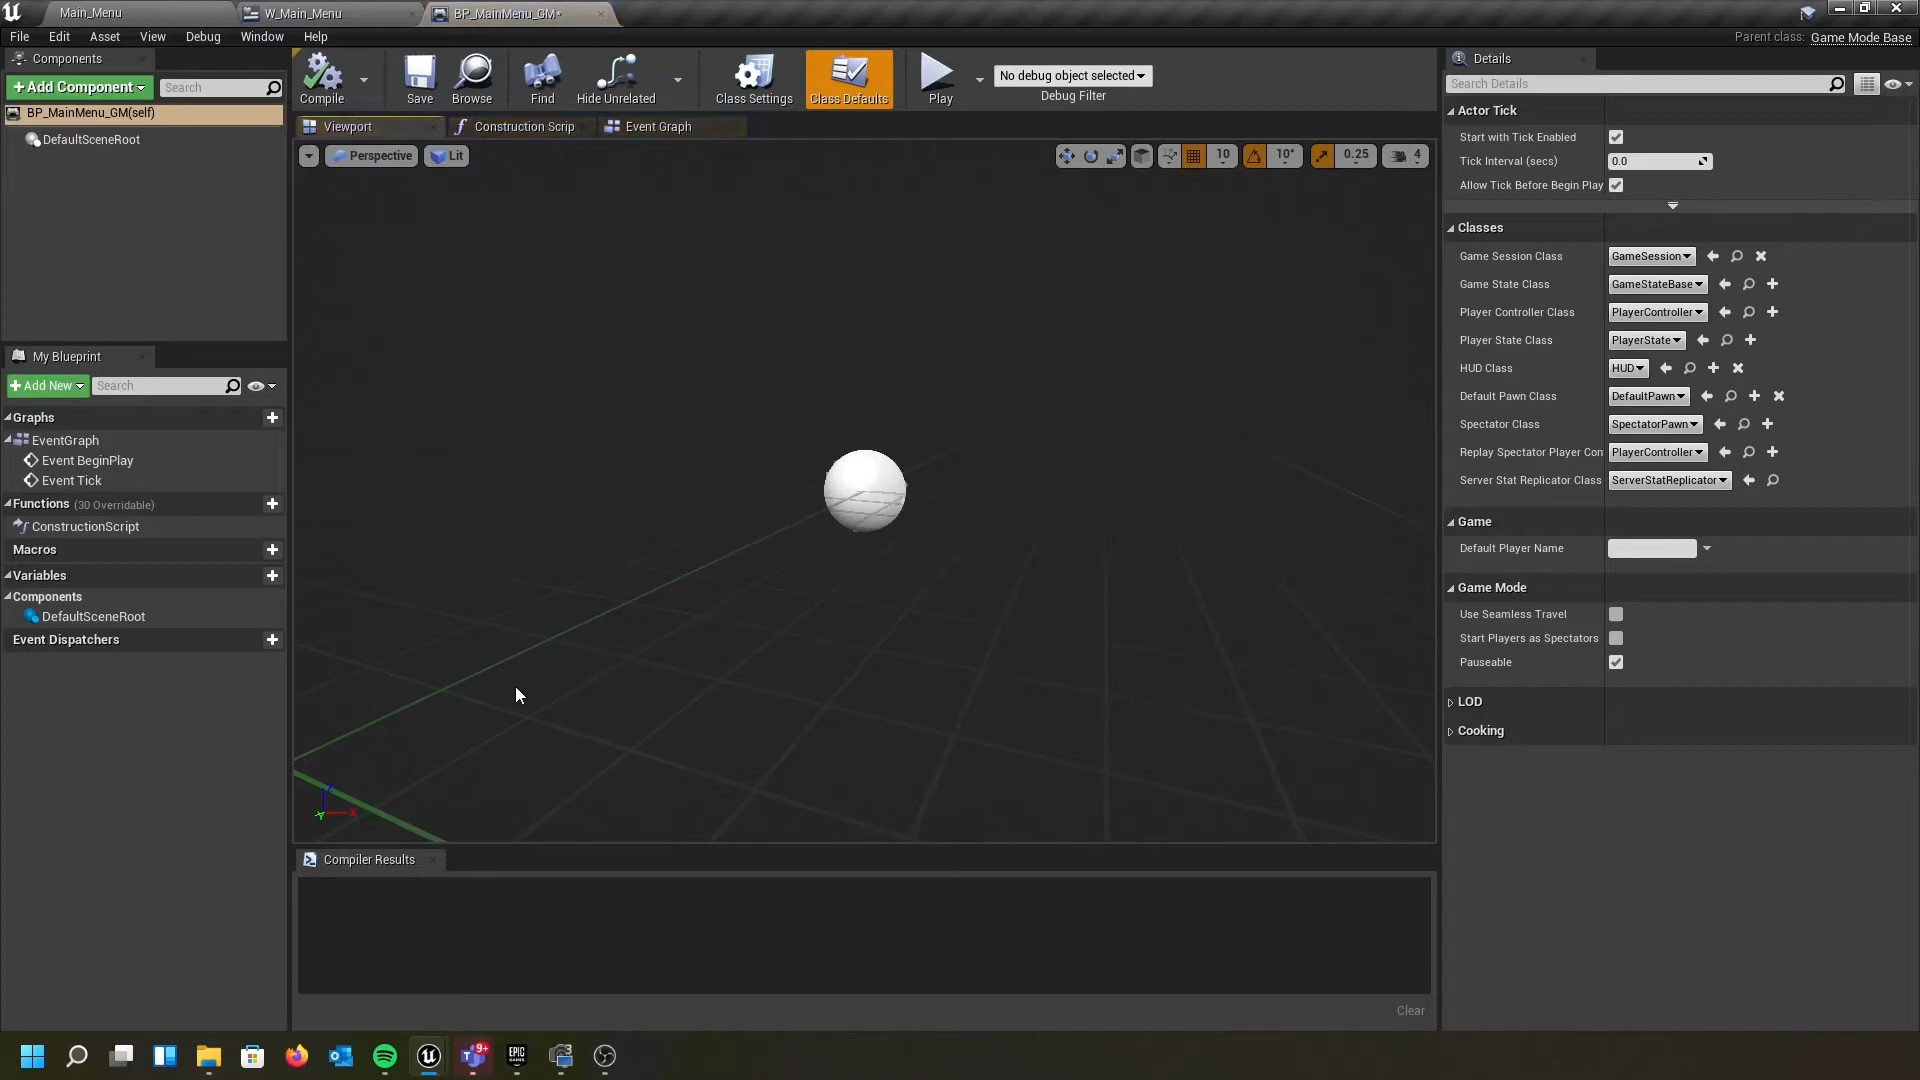 Main_Menu
W_Main_Menu
BP_MainMenu_GM*
File Edit Asset View Debug Window Help
Parent class: Game Mode Base
Components
+Add Component
Search
BP_MainMenu_GM(self)
DefaultSceneRoot
My Blueprint
+Add New
Search
Graphs
EventGraph
Event BeginPlay
Event Tick
Functions (30 Overridable)
ConstructionScript
Macros
Variables
Components
DefaultSceneRoot
Event Dispatchers
Compile
Save
Browse
Find
Hide Unrelated
Class Settings
Class Defaults
Play
No debug object selected
Debug Filter
Viewport
Construction Scrip
Event Graph
Perspective
Lit
10
10°
0.25
4
Compiler Results
Clear
Details
Search Details
Actor Tick
Start with Tick Enabled
Tick Interval (secs) 0.0
Allow Tick Before Begin Play
Classes
Game Session Class GameSession
Game State Class GameStateBase
Player Controller Class PlayerController
Player State Class PlayerState
HUD Class HUD
Default Pawn Class DefaultPawn
Spectator Class SpectatorPawn
Replay Spectator Player Con PlayerController
Server Stat Replicator Class ServerStatReplicator
Game
Default Player Name
Game Mode
Use Seamless Travel
Start Players as Spectators
Pauseable
LOD
Cooking
9+
EPIC